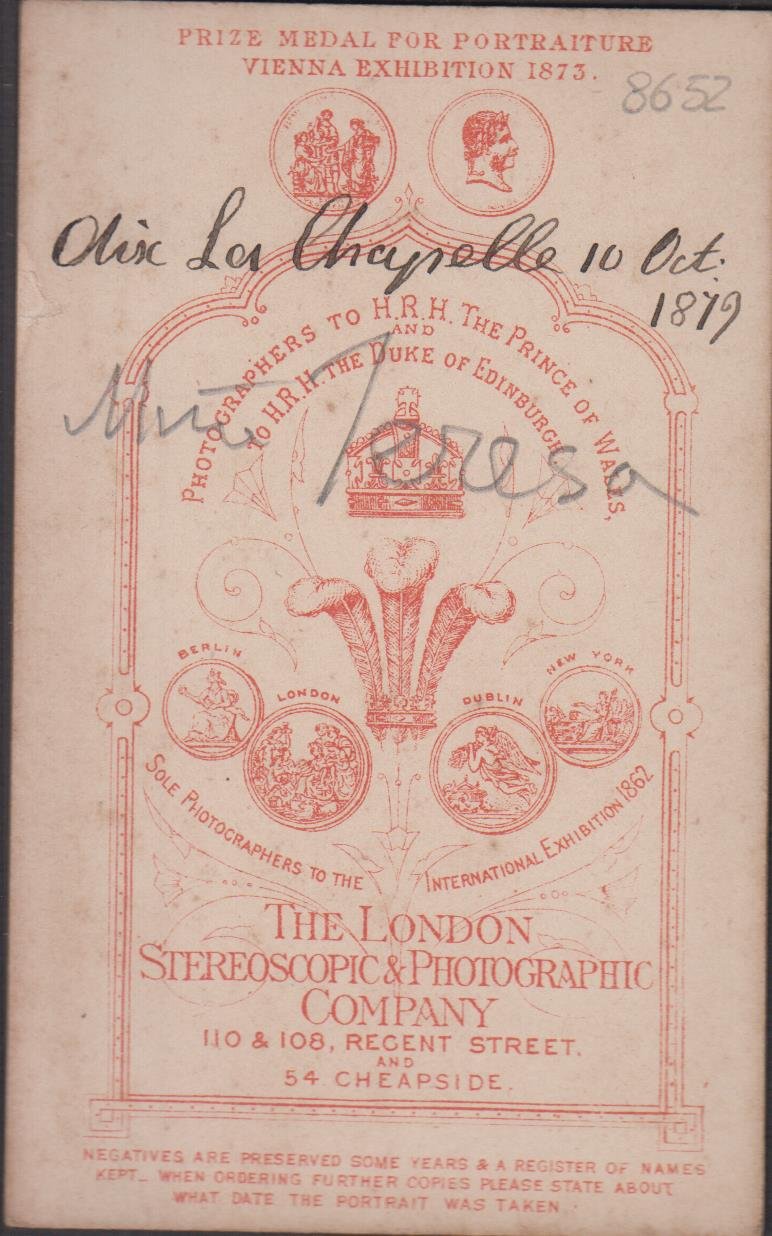 PRIZE MEDAL FOR PORTRAITURE
VIENNA EXHIBITION 1873.
8652
Aix La Chapelle 10 Oct.
1879
PHOTOGRAPHERS TO H.R.H. THE PRINCE OF WALES,
AND
TO H.R.H. THE DUKE OF EDINBURGH
Teresa
BERLIN
LONDON
DUBLIN
NEW YORK
SOLE PHOTOGRAPHERS TO THE INTERNATIONAL EXHIBITION 1862
THE LONDON
STEREOSCOPIC & PHOTOGRAPHIC
COMPANY
110 & 108, REGENT STREET.
AND
54 CHEAPSIDE.
NEGATIVES ARE PRESERVED SOME YEARS & A REGISTER OF NAMES
KEPT_ WHEN ORDERING FURTHER COPIES PLEASE STATE ABOUT
WHAT DATE THE PORTRAIT WAS TAKEN.